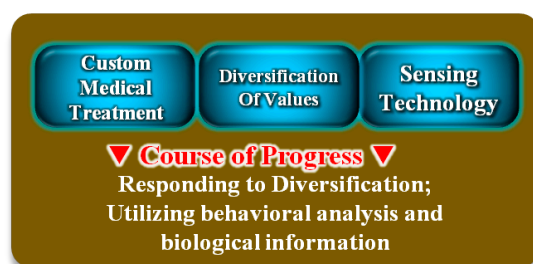 Custom
Medical
Treatment
Diversification
Of Values
Sensing
Technology
▼ Course of Progress ▼
Responding to Diversification;
Utilizing behavioral analysis and
biological information